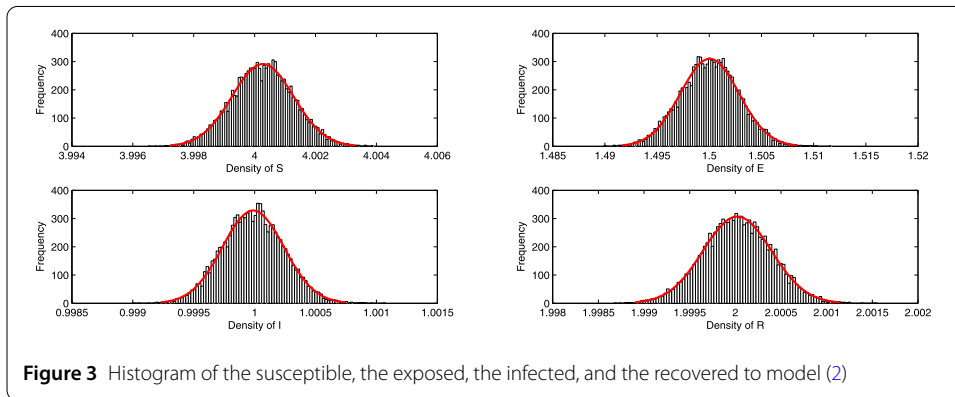 400
300
200
100
0
Frequency
3.994 3.996 3.998 4 4.002 4.004 4.006
Density of S
400
300
200
100
0
Frequency
1.485 1.49 1.495 1.5 1.505 1.51 1.515 1.52
Density of E
400
300
200
100
0
Frequency
0.9985 0.999 0.9995 1 1.0005 1.001 1.0015
Density of I
400
300
200
100
0
Frequency
1.998 1.9985 1.999 1.9995 2 2.0005 2.001 2.0015 2.002
Density of R
Figure 3 Histogram of the susceptible, the exposed, the infected, and the recovered to model (2)